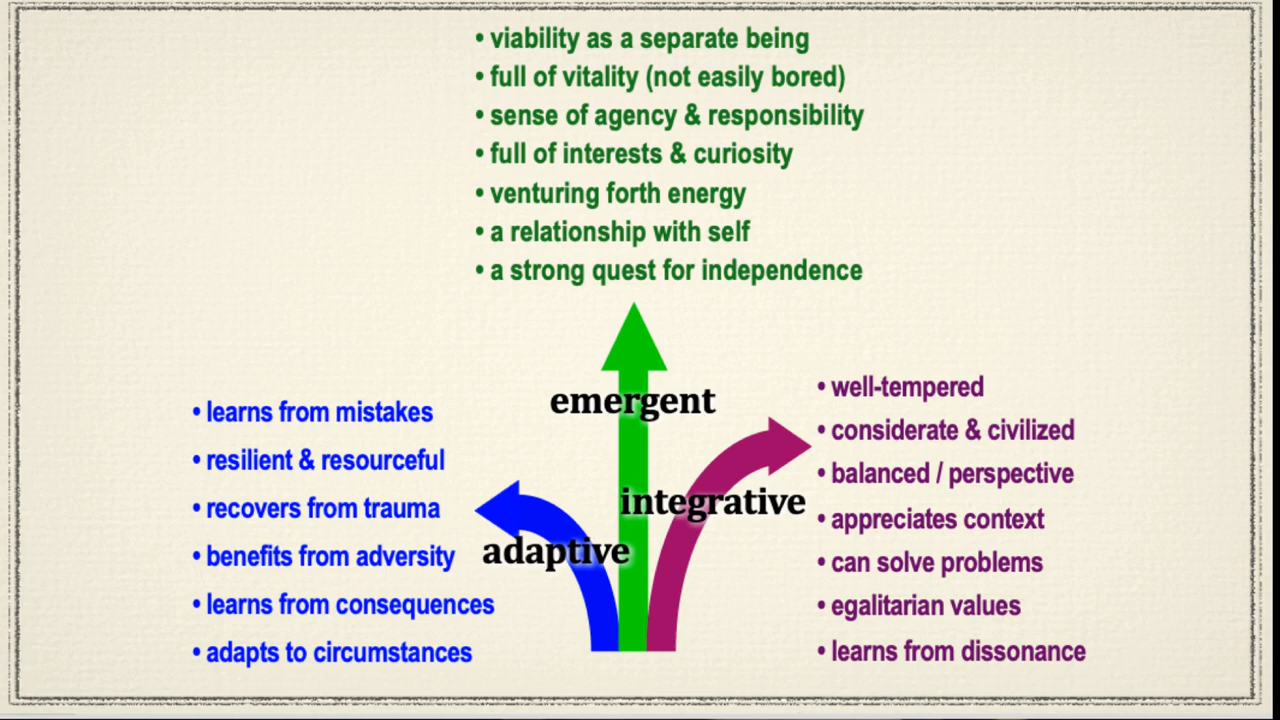 • viability as a separate being
• full of vitality (not easily bored)
• sense of agency & responsibility
• full of interests & curiosity
• venturing forth energy
• a relationship with self
• a strong quest for independence
emergent
integrative
adaptive
• learns from mistakes
• resilient & resourceful
• recovers from trauma
• benefits from adversity
• learns from consequences
• adapts to circumstances
• well-tempered
• considerate & civilized
• balanced / perspective
• appreciates context
• can solve problems
• egalitarian values
• learns from dissonance